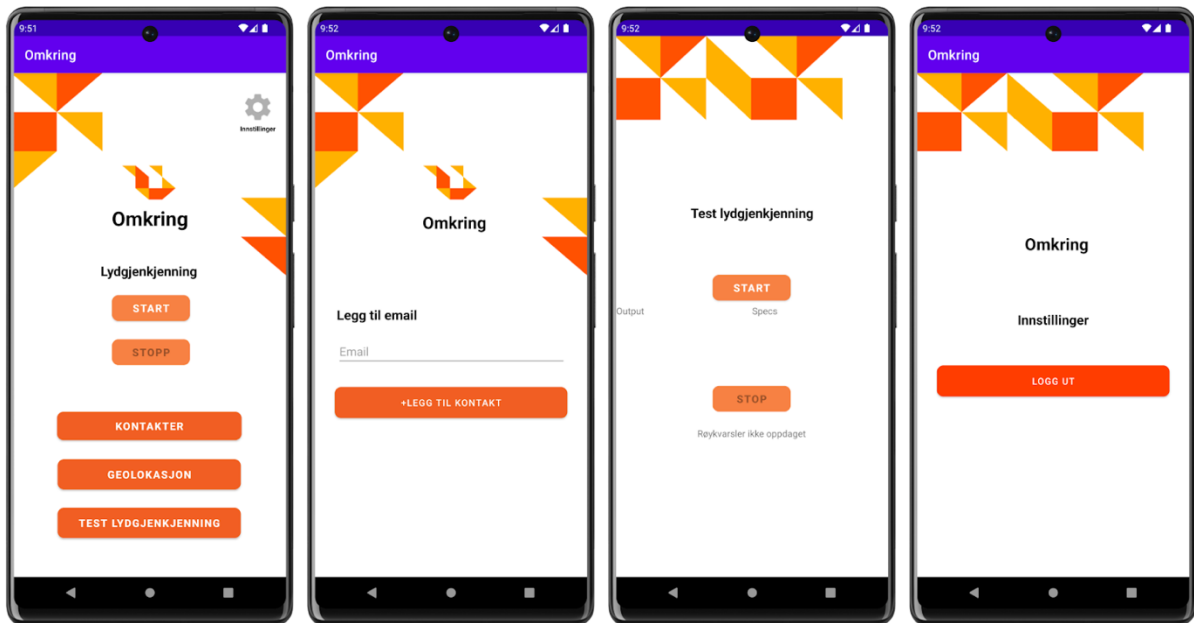 9:51
Omkring
Innstillinger
Omkring
Lydgjenkjenning
START
STOPP
KONTAKTER
GEOLOKASJON
TEST LYDGJENKJENNING
9:52
Omkring
Omkring
Legg til email
Email
+LEGG TIL KONTAKT
9:52
Test lydgjenkjenning
START
Output
Specs
STOP
Røykvarsler ikke oppdaget
9:52
Omkring
Omkring
Innstillinger
LOGG UT